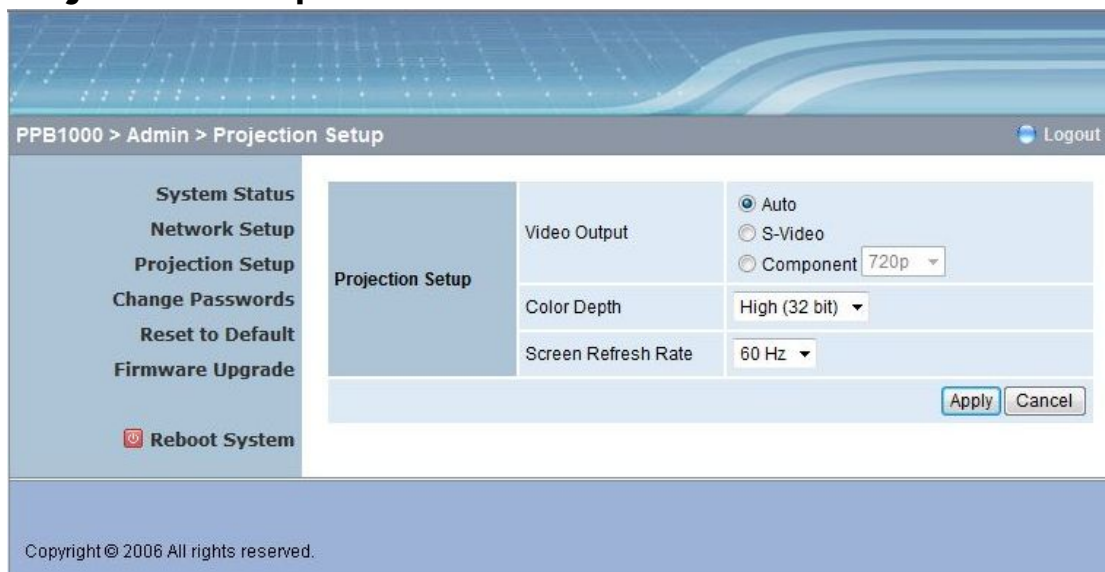 PPB1000 > Admin > Projection Setup
Logout
System Status
Network Setup
Projection Setup
Change Passwords
Reset to Default
Firmware Upgrade
Reboot System
Projection Setup
Video Output
Auto
S-Video
Component 720p
Color Depth
High (32 bit)
Screen Refresh Rate
60 Hz
Apply Cancel
Copyright © 2006 All rights reserved.